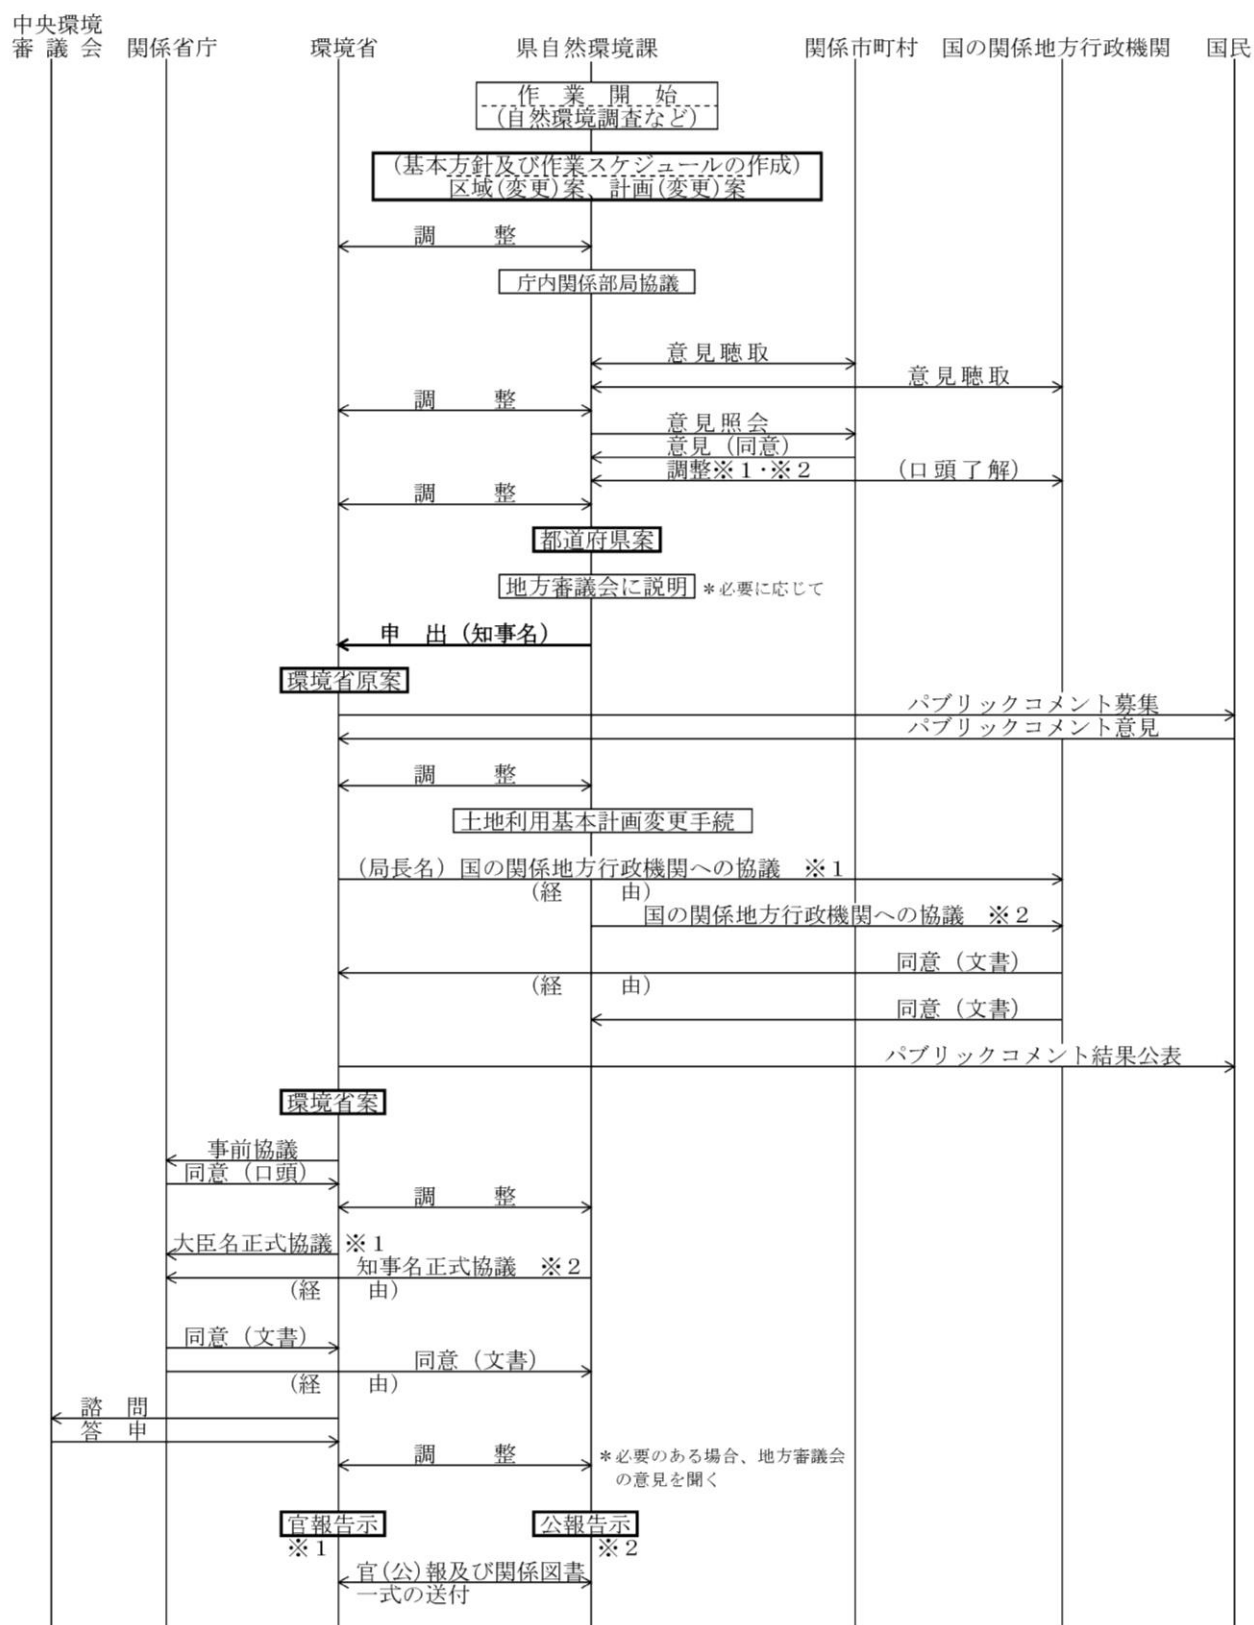 中央環境
審議会　関係省庁　環境省　県自然環境課　関係市町村　国の関係地方行政機関　国民
作　業　開　始
(自然環境調査など)
(基本方針及び作業スケジュールの作成)
区域(変更)案、計画(変更)案
調　　整
庁内関係部局協議
意見聴取
意見聴取
調　　整
意見照会
意見（同意）
調整※１・※２　（口頭了解）
調　　整
都道府県案
地方審議会に説明　＊必要に応じて
申　出（知事名）
環境省原案
パブリックコメント募集
パブリックコメント意見
調　　整
土地利用基本計画変更手続
（局長名）国の関係地方行政機関への協議　※１
(経　　由)
国の関係地方行政機関への協議　※２
同意（文書）
(経　　由)
同意（文書）
パブリックコメント結果公表
環境省案
事前協議
同意（口頭）
調　　整
大臣名正式協議　※１
知事名正式協議　※２
(経　　由)
同意（文書）
同意（文書）
(経　　由)
諮　問
答　申
調　　整　＊必要のある場合、地方審議会
の意見を聞く
官報告示　公報告示
※１　※２
官(公)報及び関係図書
一式の送付